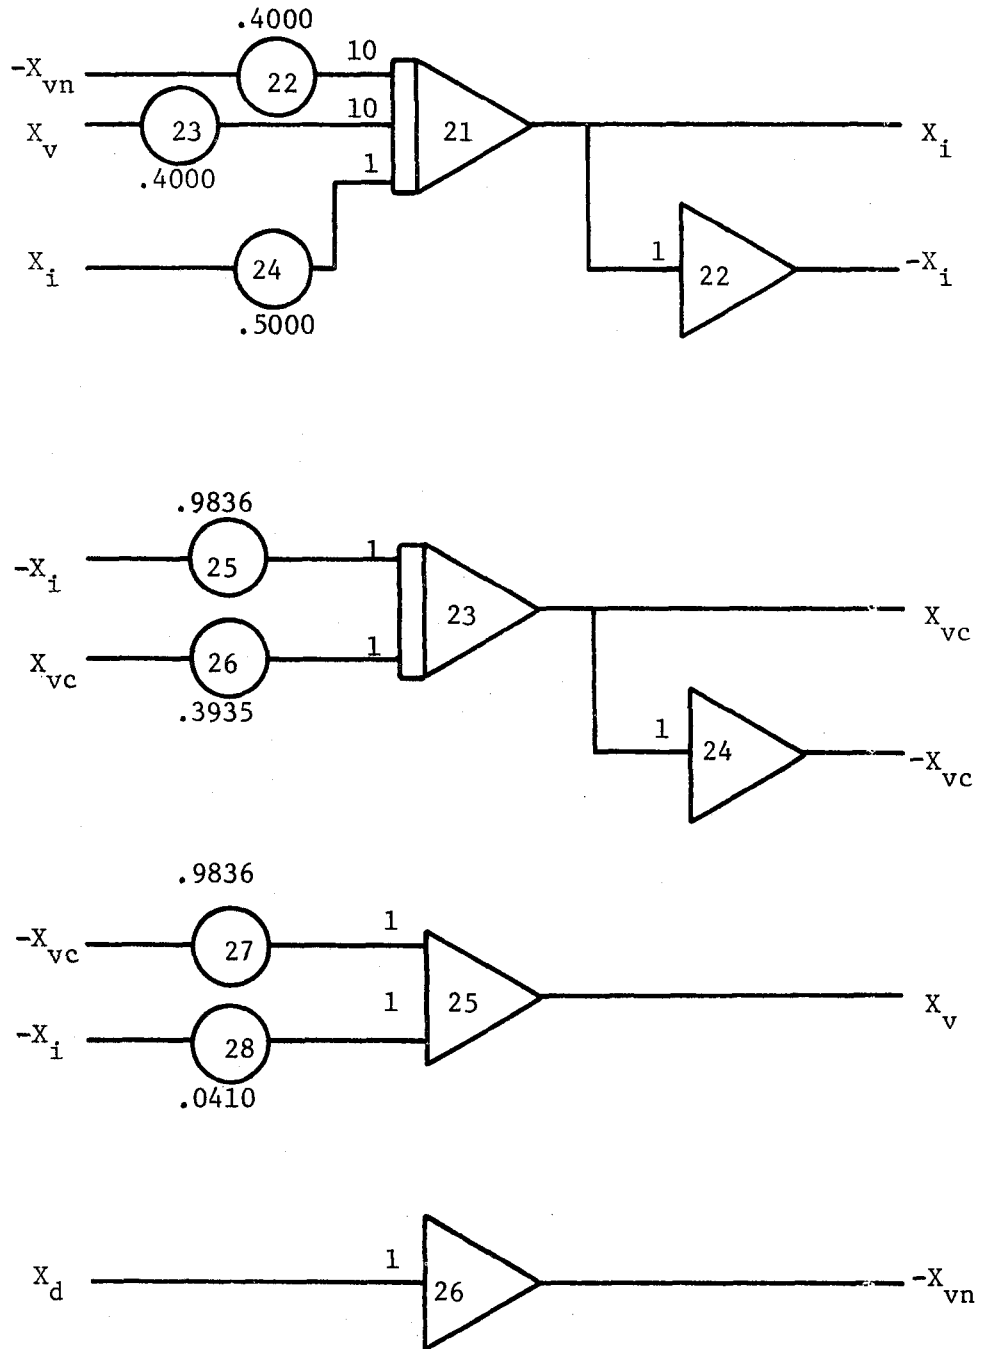 .4000
10
-X_vn
22
10
X_v
23
21
X_i
.4000
1
X_i
24
1
22
-X_i
.5000
.9836
-X_i
25
1
23
X_vc
X_vc
26
1
.3935
1
24
-X_vc
.9836
-X_vc
27
1
1
25
X_v
-X_i
28
.0410
X_d
1
26
-X_vn